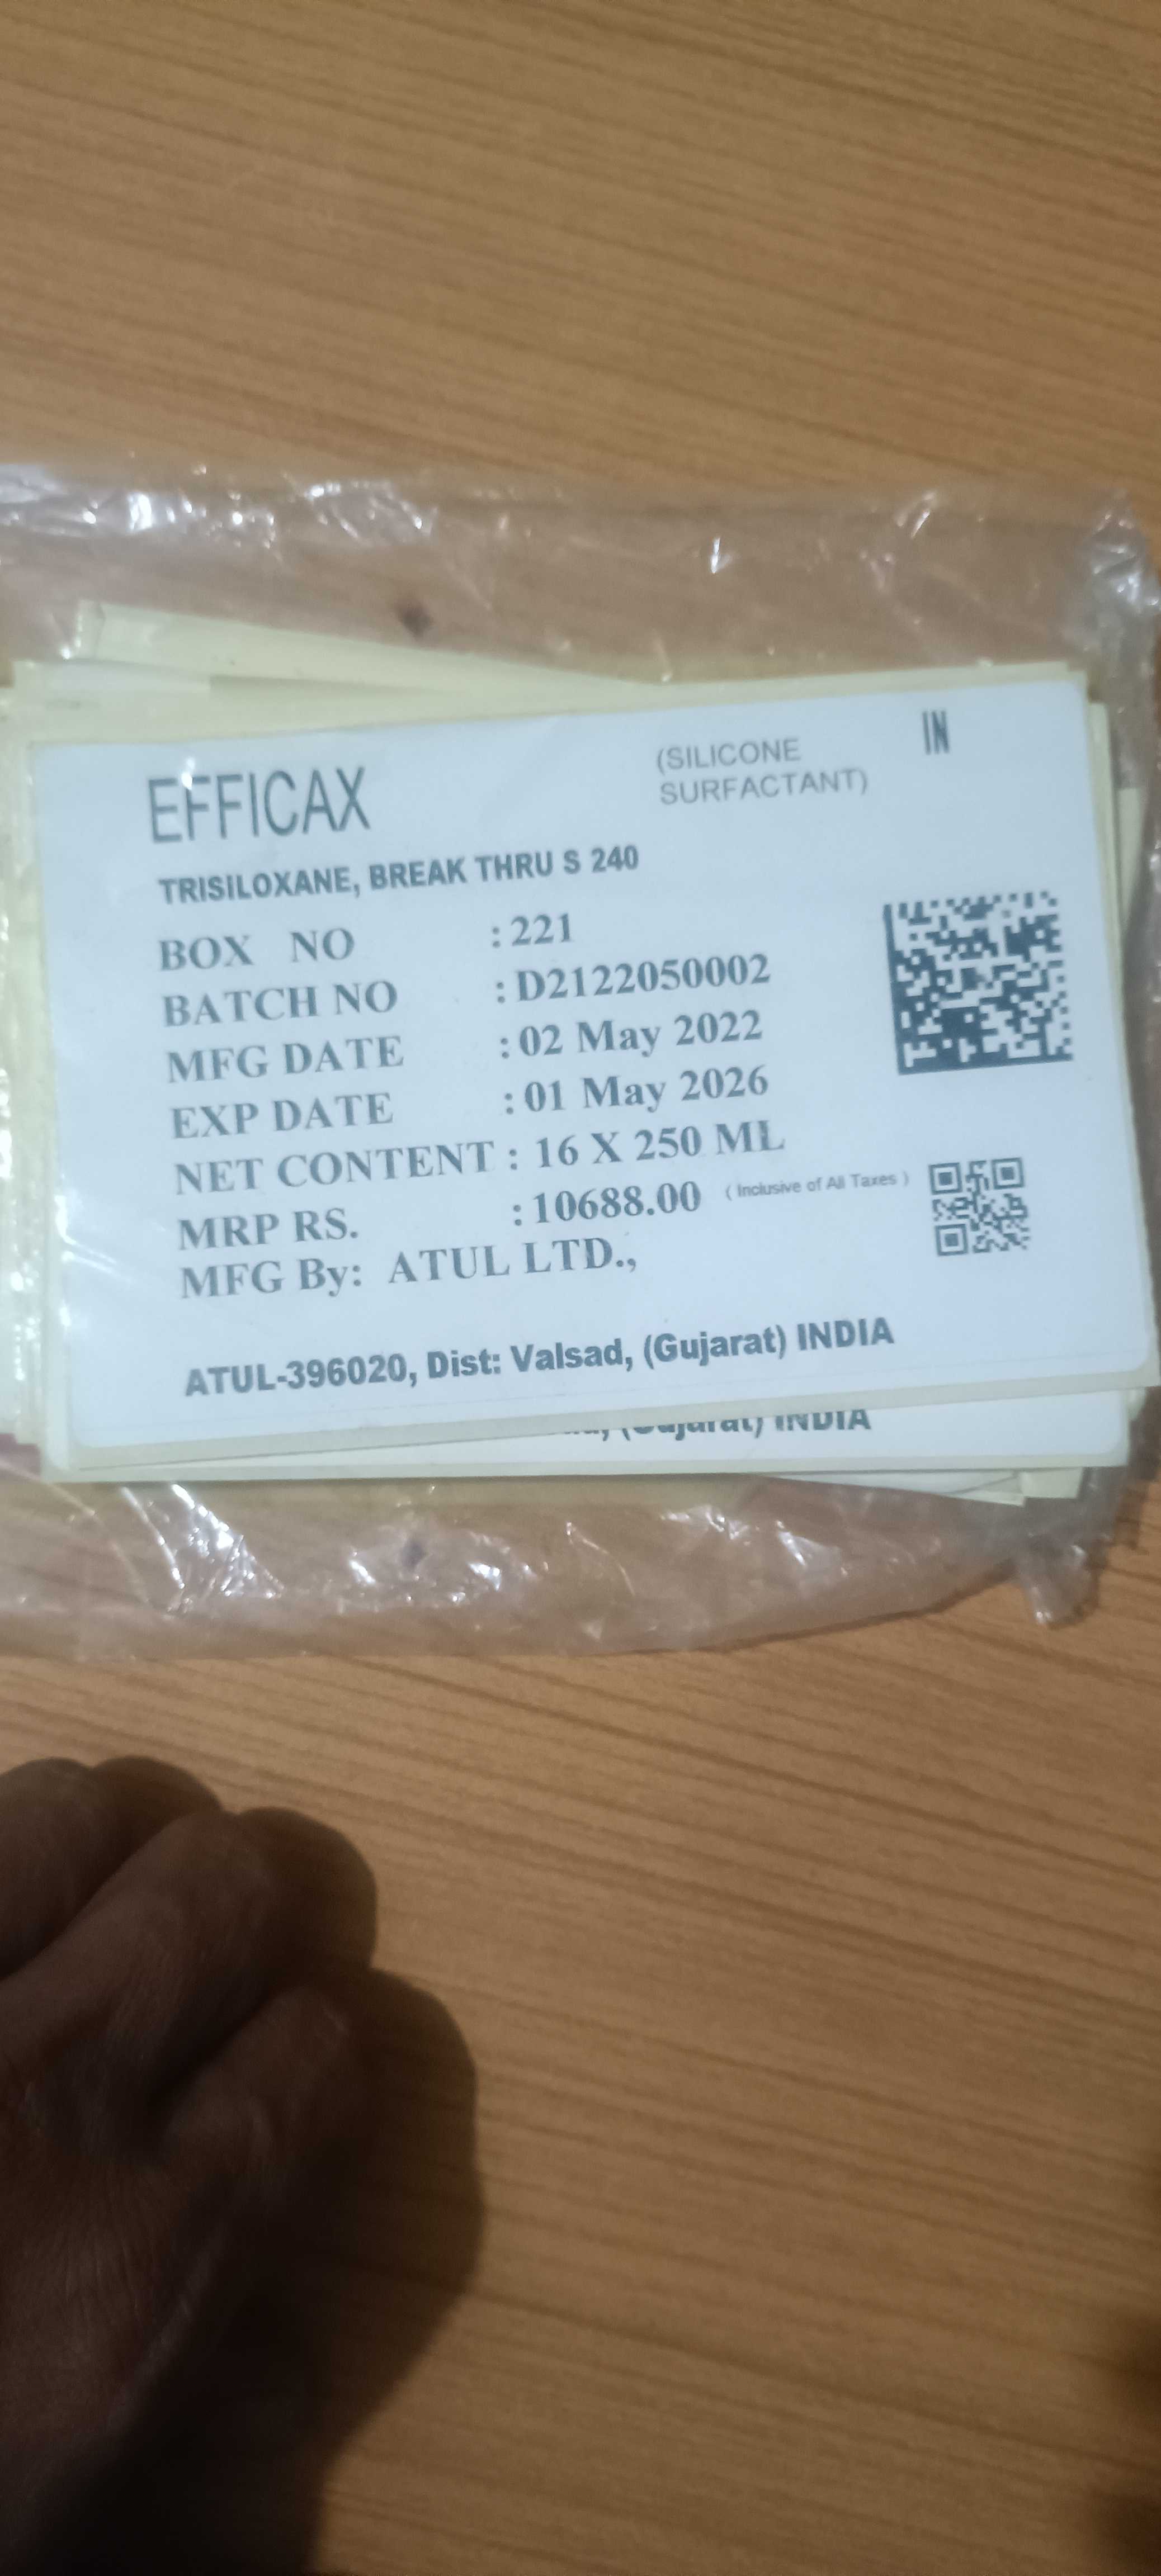 EFFICAX
(SILICONE
SURFACTANT)
IN
TRISILOXANE, BREAK THRU S 240
BOX NO : 221
BATCH NO : D2122050002
MFG DATE : 02 May 2022
EXP DATE : 01 May 2026
NET CONTENT : 16 X 250 ML
MRP RS. : 10688.00 ( Inclusive of All Taxes )
MFG By: ATUL LTD.,
ATUL-396020, Dist: Valsad, (Gujarat) INDIA
(Gujarat) INDIA